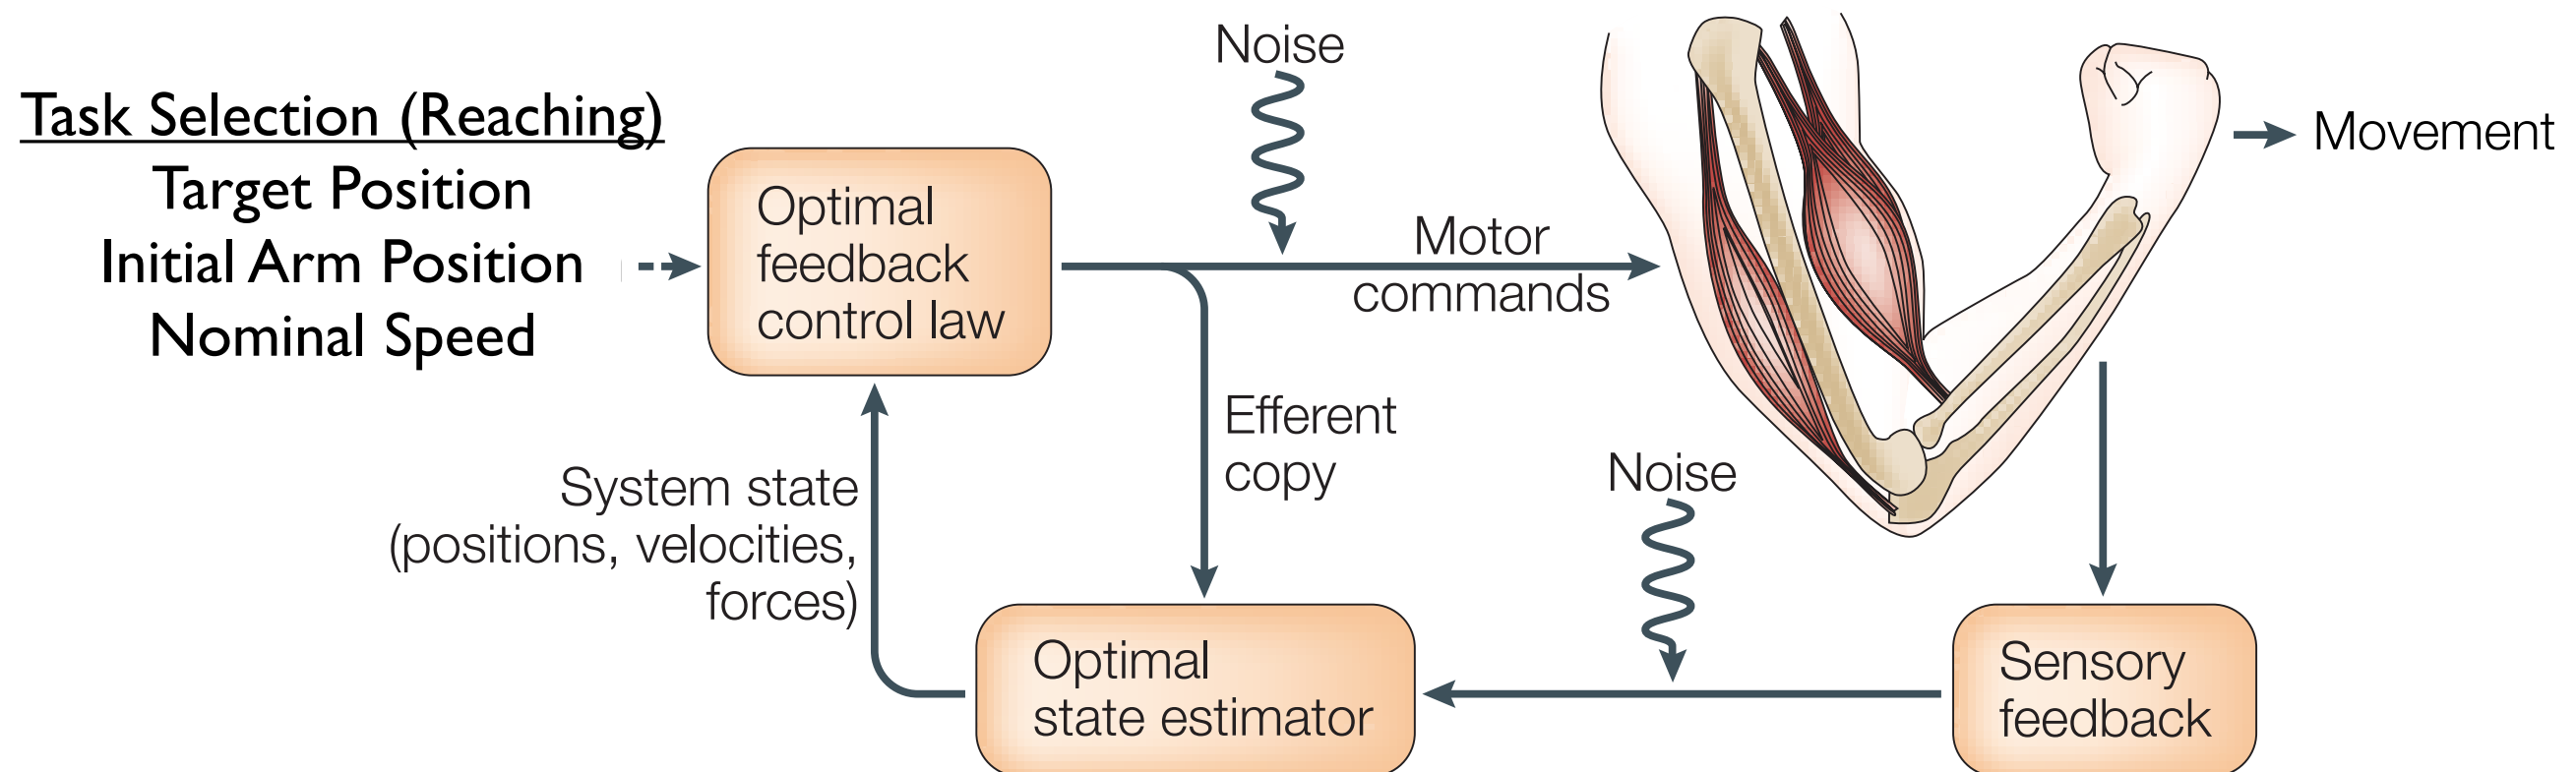 Task Selection (Reaching)
Target Position
Initial Arm Position
Nominal Speed
Optimal
feedback
control law
Noise
Motor
commands
Movement
Efferent
copy
System state
(positions, velocities,
forces)
Noise
Optimal
state estimator
Sensory
feedback